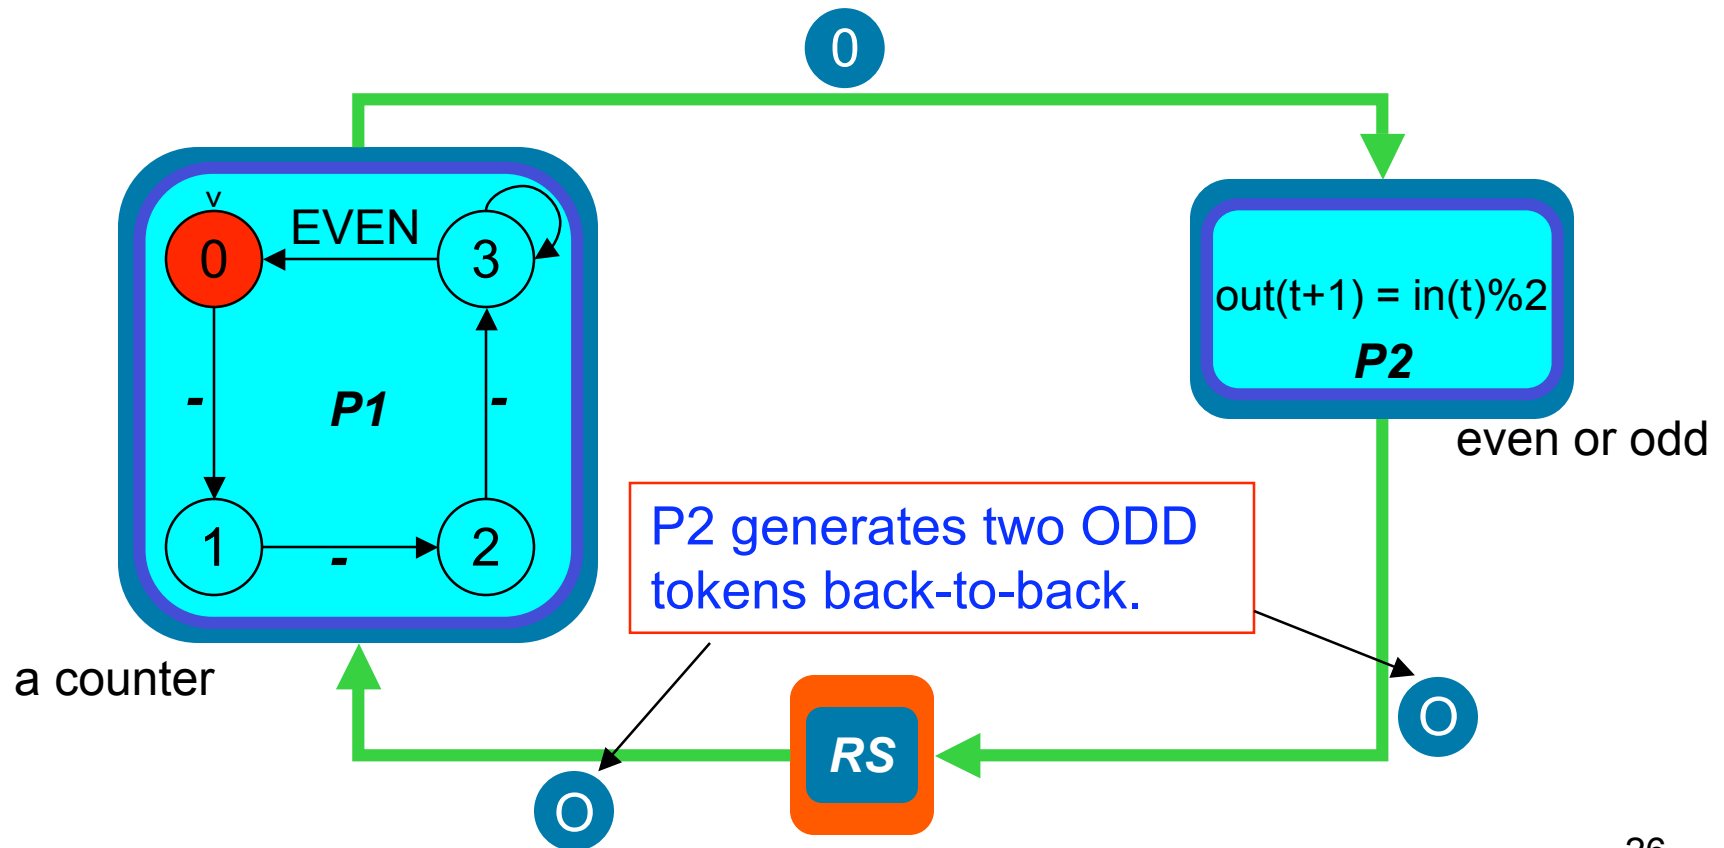 0
v
EVEN
0
3
out(t+1) = in(t)%2
P2
-
P1
-
even or odd
P2 generates two ODD
tokens back-to-back.
1
-
2
a counter
O
RS
O
26